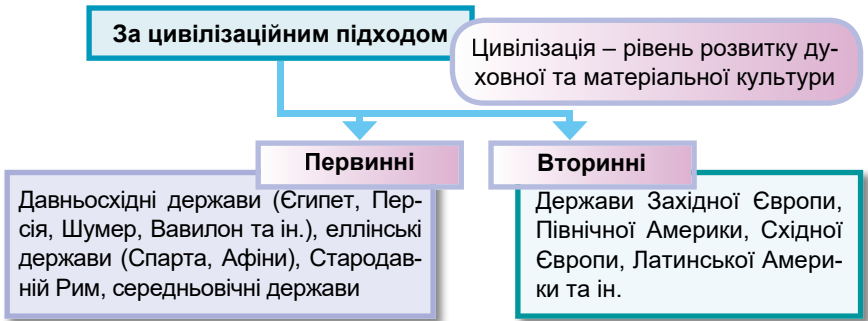 За цивілізаційним підходом
Цивілізація – рівень розвитку ду-
ховної та матеріальної культури
Первинні
Давньосхідні держави (Єгипет, Пер-
сія, Шумер, Вавилон та ін.), еллінські
держави (Спарта, Афіни), Стародав-
ній Рим, середньовічні держави
Вторинні
Держави Західної Європи,
Північної Америки, Східної
Європи, Латинської Амери-
ки та ін.